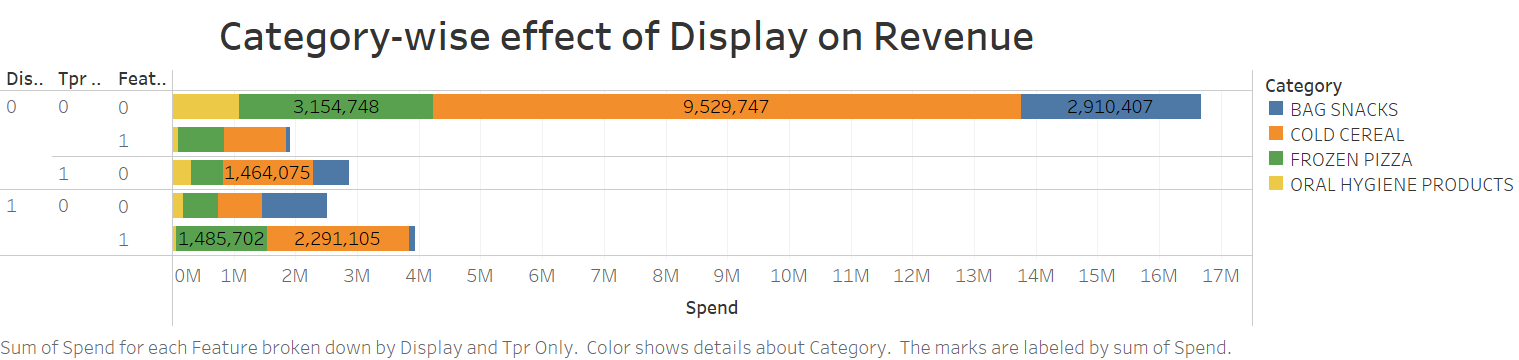 Category-wise effect of Display on Revenue
Dis.. Tpr .. Feat..
Category
BAG SNACKS
COLD CEREAL
FROZEN PIZZA
ORAL HYGIENE PRODUCTS
0 0 0 3,154,748 9,529,747 2,910,407
1
1 0 1,464,075
1 0 0
1 1,485,702 2,291,105
0M 1M 2M 3M 4M 5M 6M 7M 8M 9M 10M 11M 12M 13M 14M 15M 16M 17M
Spend
Sum of Spend for each Feature broken down by Display and Tpr Only. Color shows details about Category. The marks are labeled by sum of Spend.